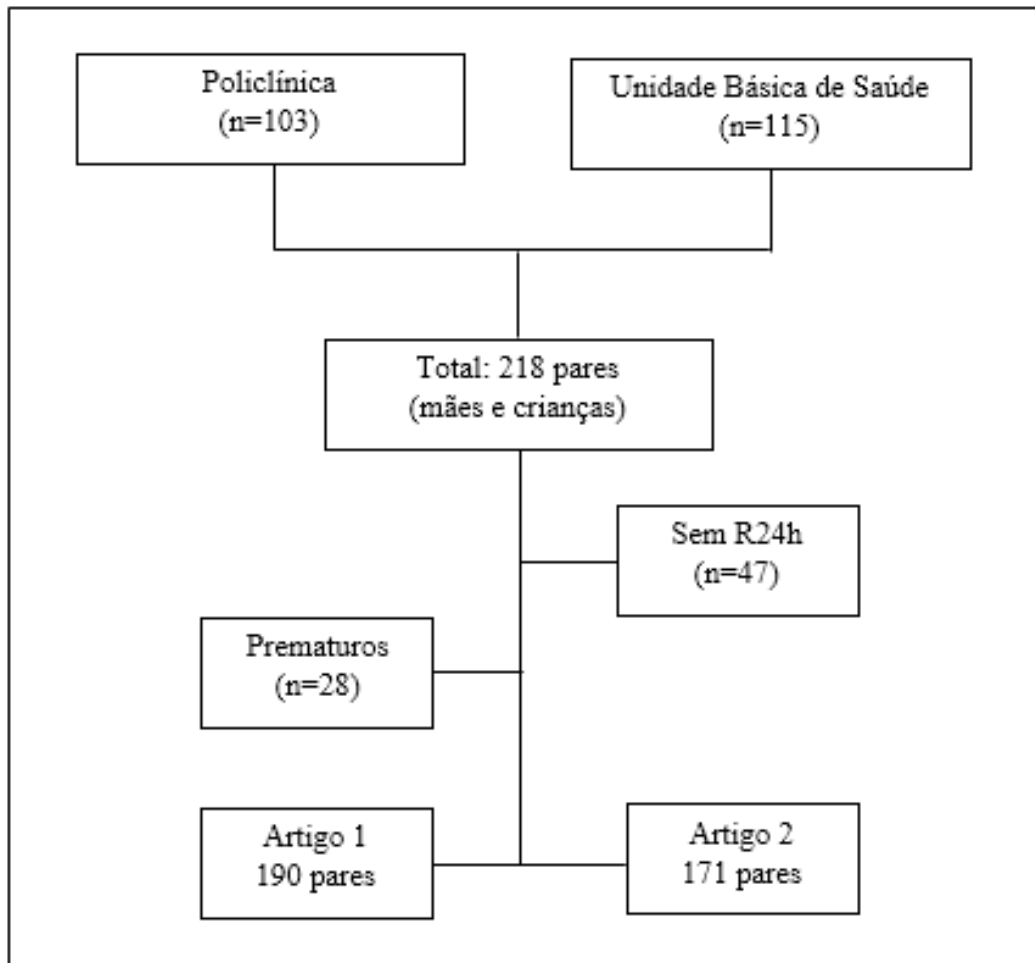 Policlínica
(n=103)
Unidade Básica de Saúde
(n=115)
Total: 218 pares
(mães e crianças)
Sem R24h
(n=47)
Prematuros
(n=28)
Artigo 1
190 pares
Artigo 2
171 pares